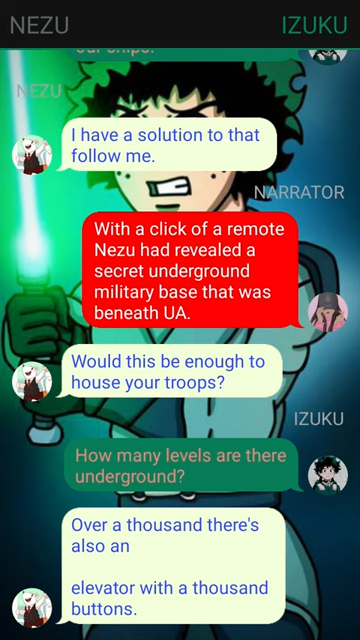 NEZU IZUKU
our ships.
NEZU
I have a solution to that
follow me.
NARRATOR
With a click of a remote
Nezu had revealed a
secret underground
military base that was
beneath UA.
Would this be enough to
house your troops?
IZUKU
How many levels are there
underground?
Over a thousand there's
also an
elevator with a thousand
buttons.